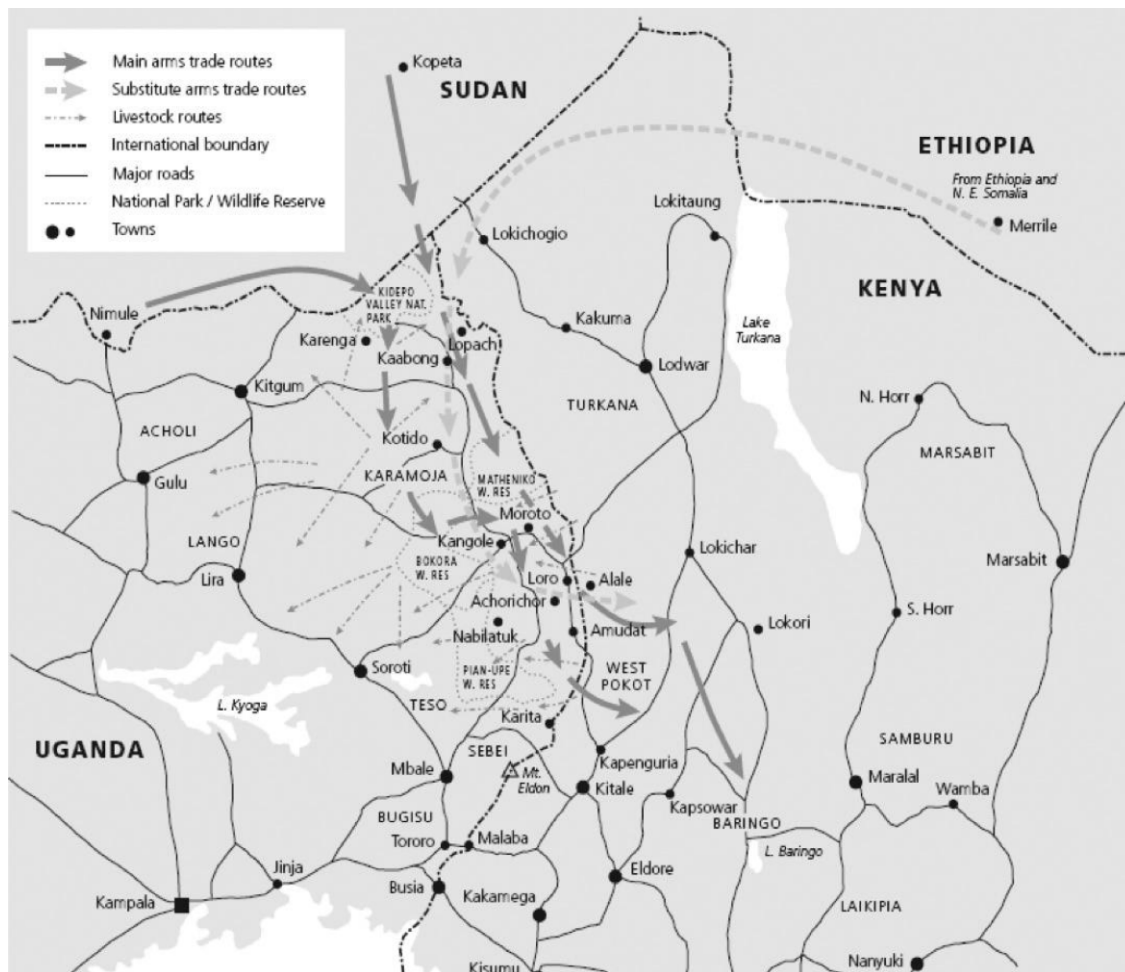 Main arms trade routes
Substitute arms trade routes
Livestock routes
International boundary
Major roads
National Park / Wildlife Reserve
Towns
Kopeta
SUDAN
ETHIOPIA
From Ethiopia and
N. E. Somalia
Merrile
Lokitaung
Lokichogio
KENYA
Nimule
KIDEPO
VALLEY NAT.
PARK
Lake
Turkana
Karenga
Lopach
Kakuma
Kaabong
Lodwar
Kitgum
N. Horr
TURKANA
ACHOLI
Kotido
MARSABIT
Gulu
KARAMOJA
MATHENIKO
W. RES
Moroto
LANGO
Kangole
Lokichar
Marsabit
BOKORA
W. RES
Lira
Loro
Alale
Achorichor
S. Horr
Nabilatuk
Amudat
Lokori
Soroti
PIAN-UPE
W. RES
WEST
POKOT
L. Kyoga
TESO
Karita
UGANDA
SEBEI
SAMBURU
Kapenguria
Mbale
Mt.
Eldon
Kitale
Maralal
Wamba
Kapsowar
BUGISU
BARINGO
Tororo
Malaba
L. Baringo
Jinja
Eldore
Busia
Kampala
Kakamega
LAIKIPIA
Nanyuki
Kisumu